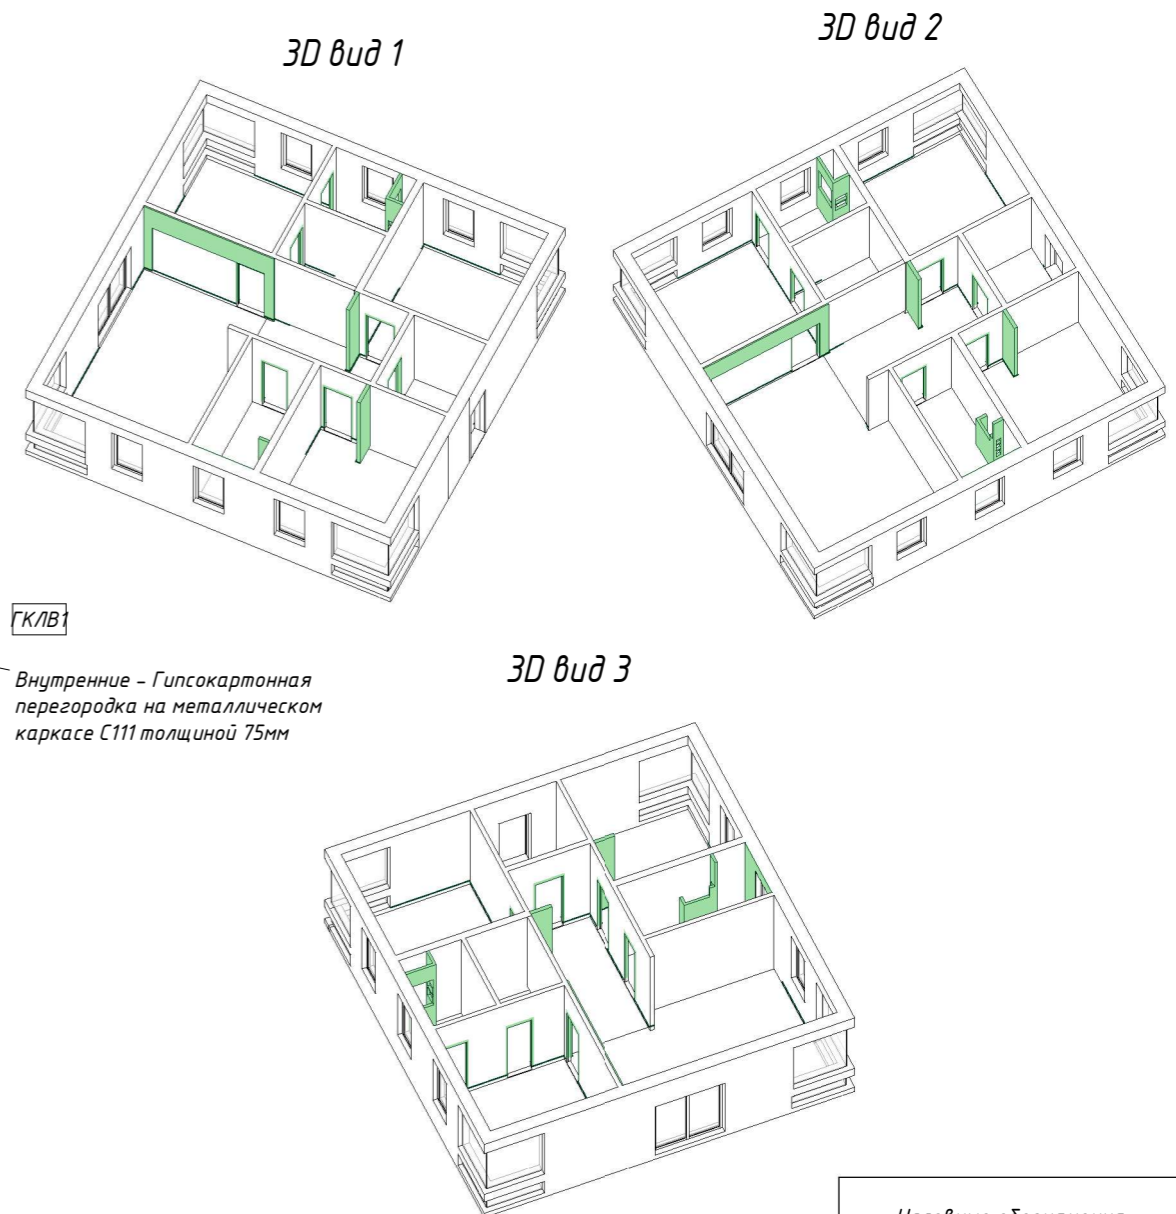 3D вид 1
3D вид 2
ГКЛВ1
Внутренние - Гипсокартонная
перегородка на металлическом
каркасе С111 толщиной 75мм
3D вид 3